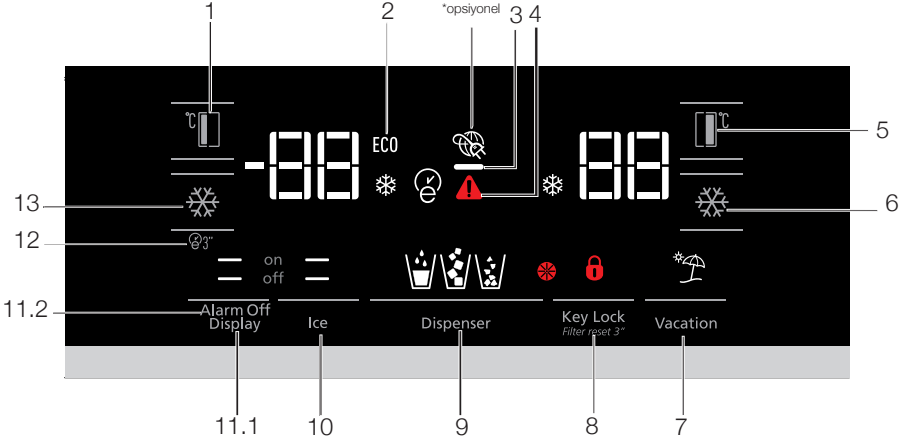 1 2 *opsiyonel 3 4
°C °C
5
-88 ECO 88
e
13 6
12 e 3"
on
off
11.2 Alarm Off
Display Ice Dispenser Key Lock Vacation
Filter reset 3"
11.1 10 9 8 7